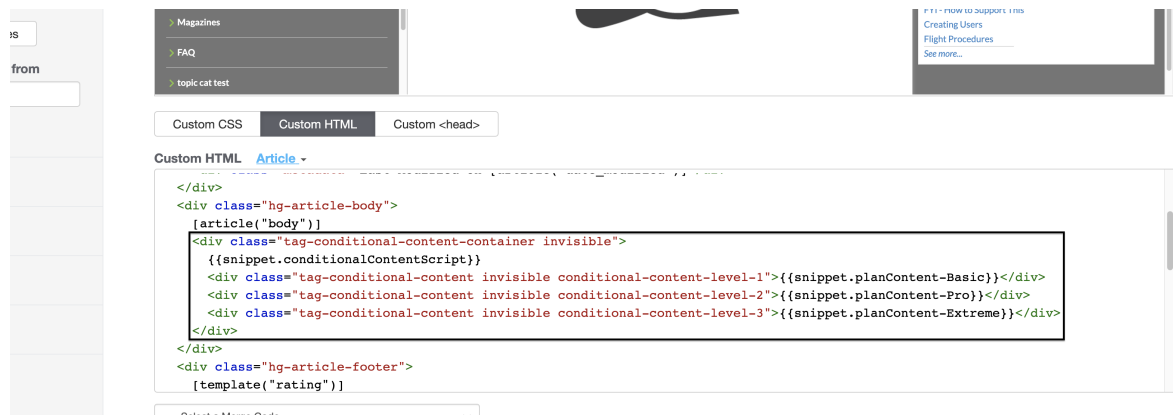 FYI - How to Support This
Magazines
Creating Users
es
Flight Procedures
FAQ
See more...
from
topic cat test
Custom CSS
Custom HTML
Custom <head>
Custom HTML Article
</div>
<div class="hg-article-body">
[article("body")]
<div class="tag-conditional-content-container invisible">
{{snippet.conditionalContentScript}}
<div class="tag-conditional-content invisible conditional-content-level-1">{{snippet.planContent-Basic}}</div>
<div class="tag-conditional-content invisible conditional-content-level-2">{{snippet.planContent-Pro}}</div>
<div class="tag-conditional-content invisible conditional-content-level-3">{{snippet.planContent-Extreme}}</div>
</div>
</div>
<div class="hg-article-footer">
[template("rating")]
Select a Merge Code